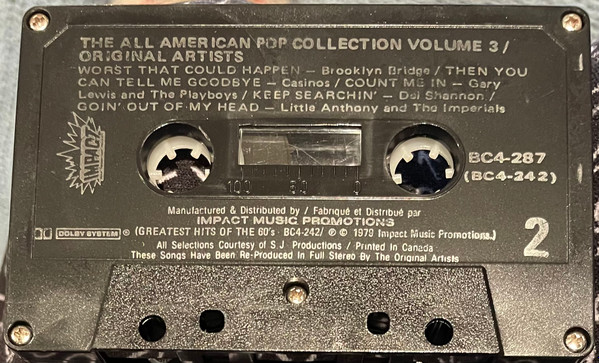 THE ALL AMERICAN POP COLLECTION VOLUME 3 /
ORIGINAL ARTISTS
WORST THAT COULD HAPPEN – Brooklyn Bridge / THEN YOU
CAN TELL ME GOODBYE – Casinos / COUNT ME IN – Gary
Lewis and The Playboys / KEEP SEARCHIN' – Del Shannon /
GOIN' OUT OF MY HEAD – Little Anthony and The Imperials
IMPACT
BC4-287
(BC4-242)
100 50 0
Manufactured & Distributed by / Fabriqué et Distribué par
IMPACT MUSIC PROMOTIONS
DOLBY SYSTEM ® (GREATEST HITS OF THE 60's · BC4-242/ ℗ © 1979 Impact Music Promotions.)
2
All Selections Courtesy of S.J. Productions / Printed In Canada
These Songs Have Been Re-Produced In Full Stereo By The Original Artists